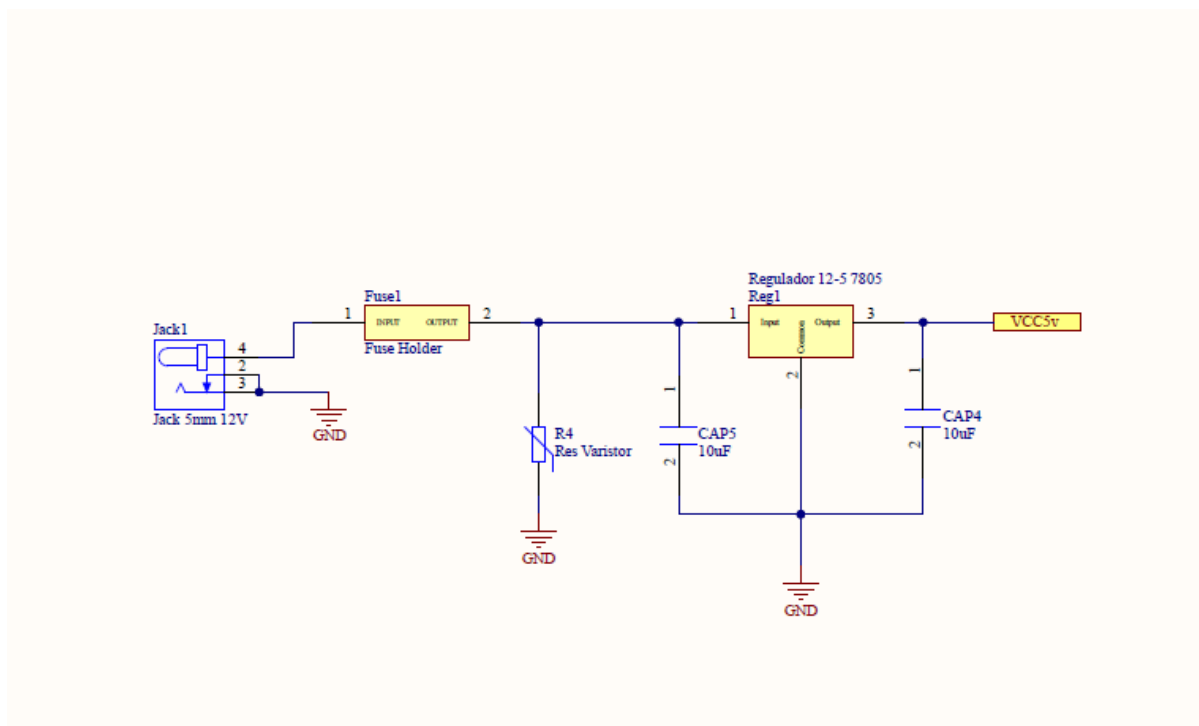 Regulador 12-5 7805
Reg1
Fuse1
1
INPUT
OUTPUT
2
Fuse Holder
1
Input
Common
Output
3
2
VCC5v
Jack1
4
2
3
Jack 5mm 12V
GND
R4
Res Varistor
GND
1
CAP5
10uF
2
1
CAP4
10uF
2
GND